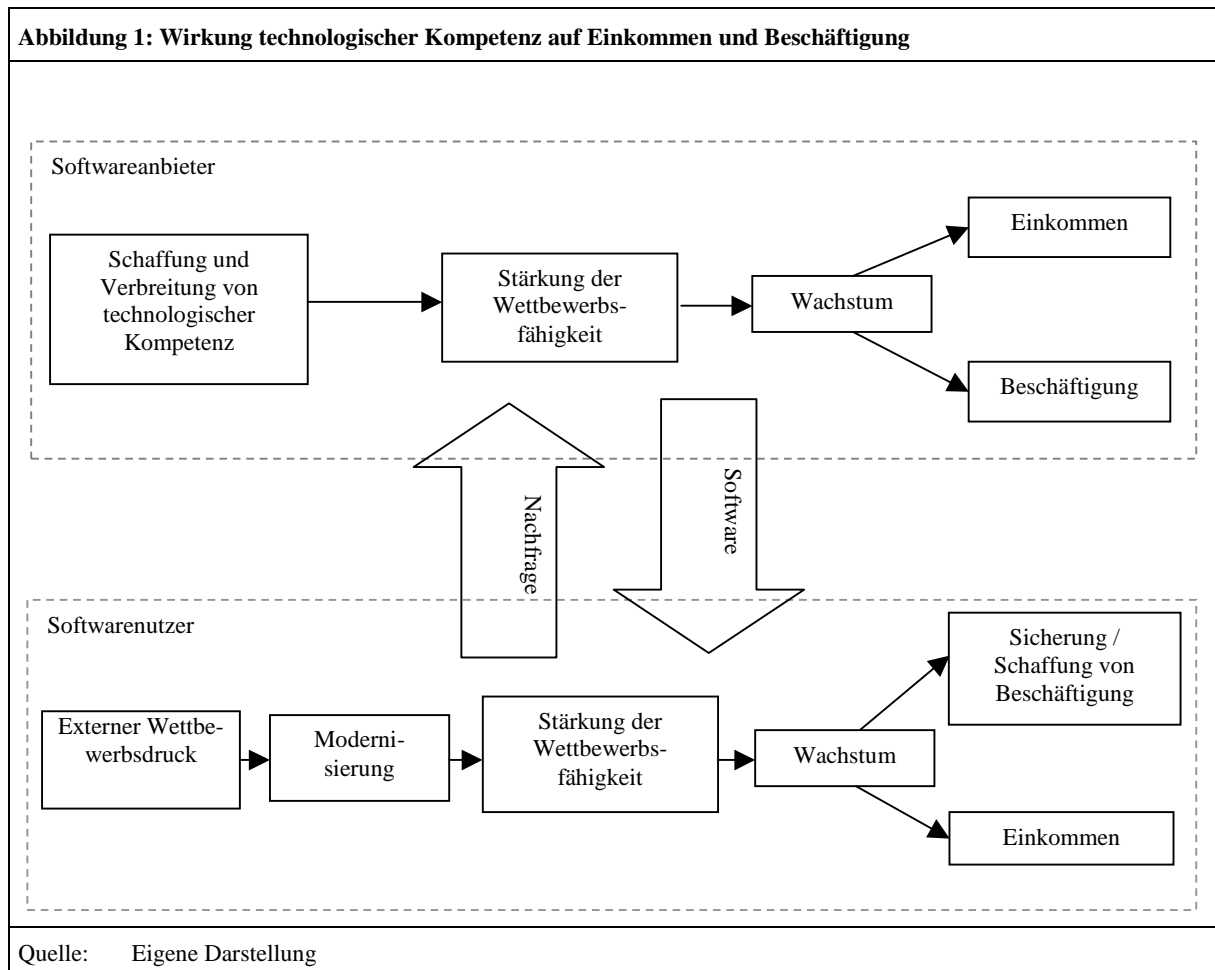 Abbildung 1: Wirkung technologischer Kompetenz auf Einkommen und Beschäftigung
Softwareanbieter
Schaffung und
Verbreitung von
technologischer
Kompetenz
Stärkung der
Wettbewerbs-
fähigkeit
Wachstum
Einkommen
Beschäftigung
Nachfrage
Software
Softwarenutzer
Externer Wettbe-
werbsdruck
Moderni-
sierung
Stärkung der
Wettbewerbs-
fähigkeit
Wachstum
Sicherung /
Schaffung von
Beschäftigung
Einkommen
Quelle: Eigene Darstellung